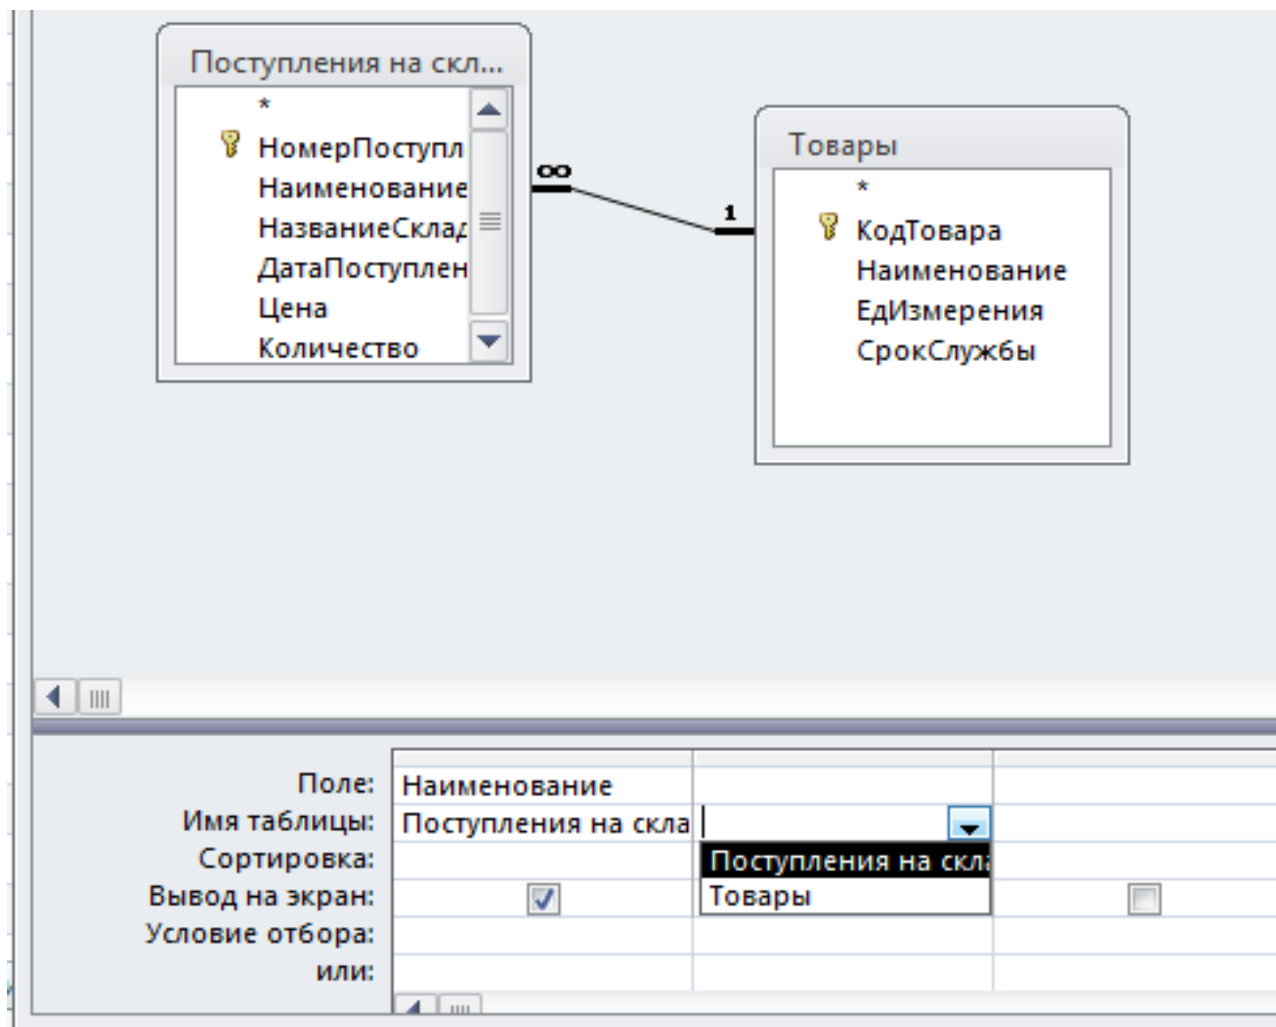 Поступления на скл...
*
НомерПоступл
Наименование
НазваниеСклад
ДатаПоступлен
Цена
Количество
∞
1
Товары
*
КодТовара
Наименование
ЕдИзмерения
СрокСлужбы
Поле: Наименование
Имя таблицы: Поступления на скла
Сортировка: Поступления на скла
Вывод на экран: Товары
Условие отбора:
или: